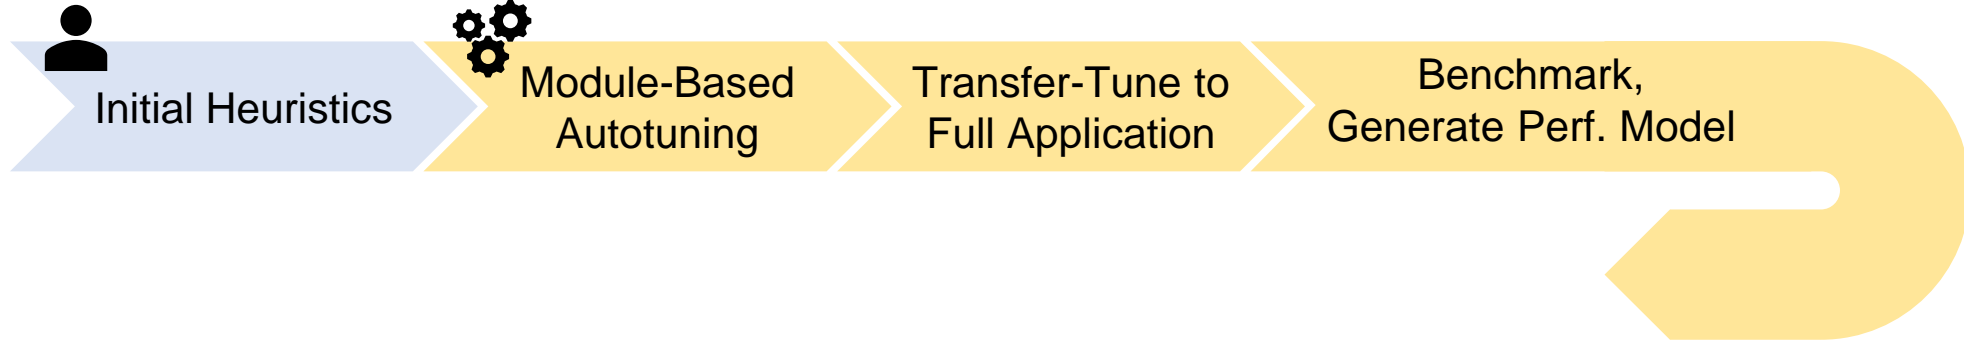 Initial Heuristics
Module-Based
Autotuning
Transfer-Tune to
Full Application
Benchmark,
Generate Perf. Model